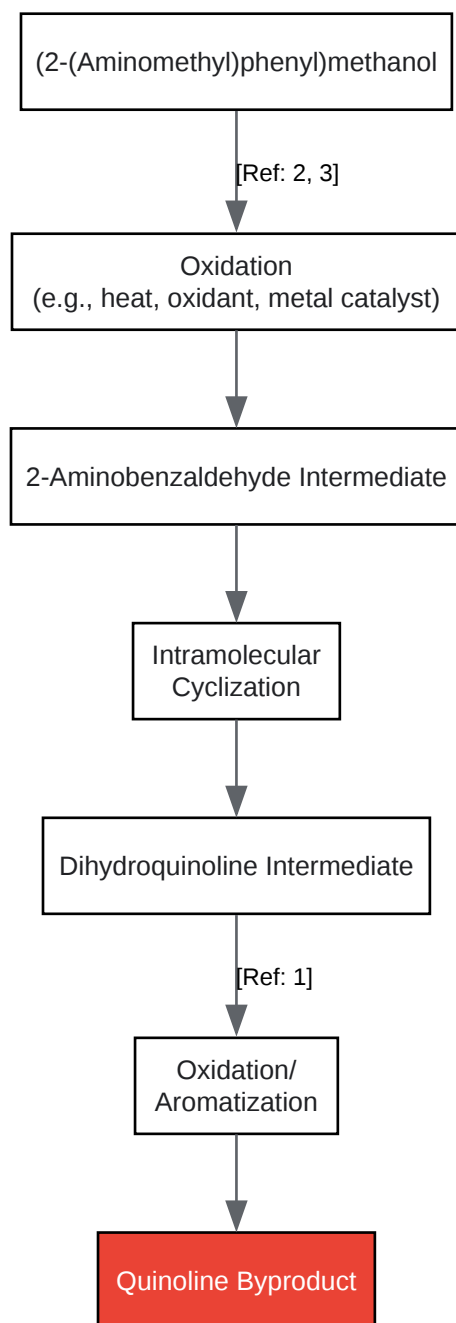 (2-(Aminomethyl)phenyl)methanol
[Ref: 2, 3]
Oxidation
(e.g., heat, oxidant, metal catalyst)
2-Aminobenzaldehyde Intermediate
Intramolecular
Cyclization
Dihydroquinoline Intermediate
[Ref: 1]
Oxidation/
Aromatization
Quinoline Byproduct